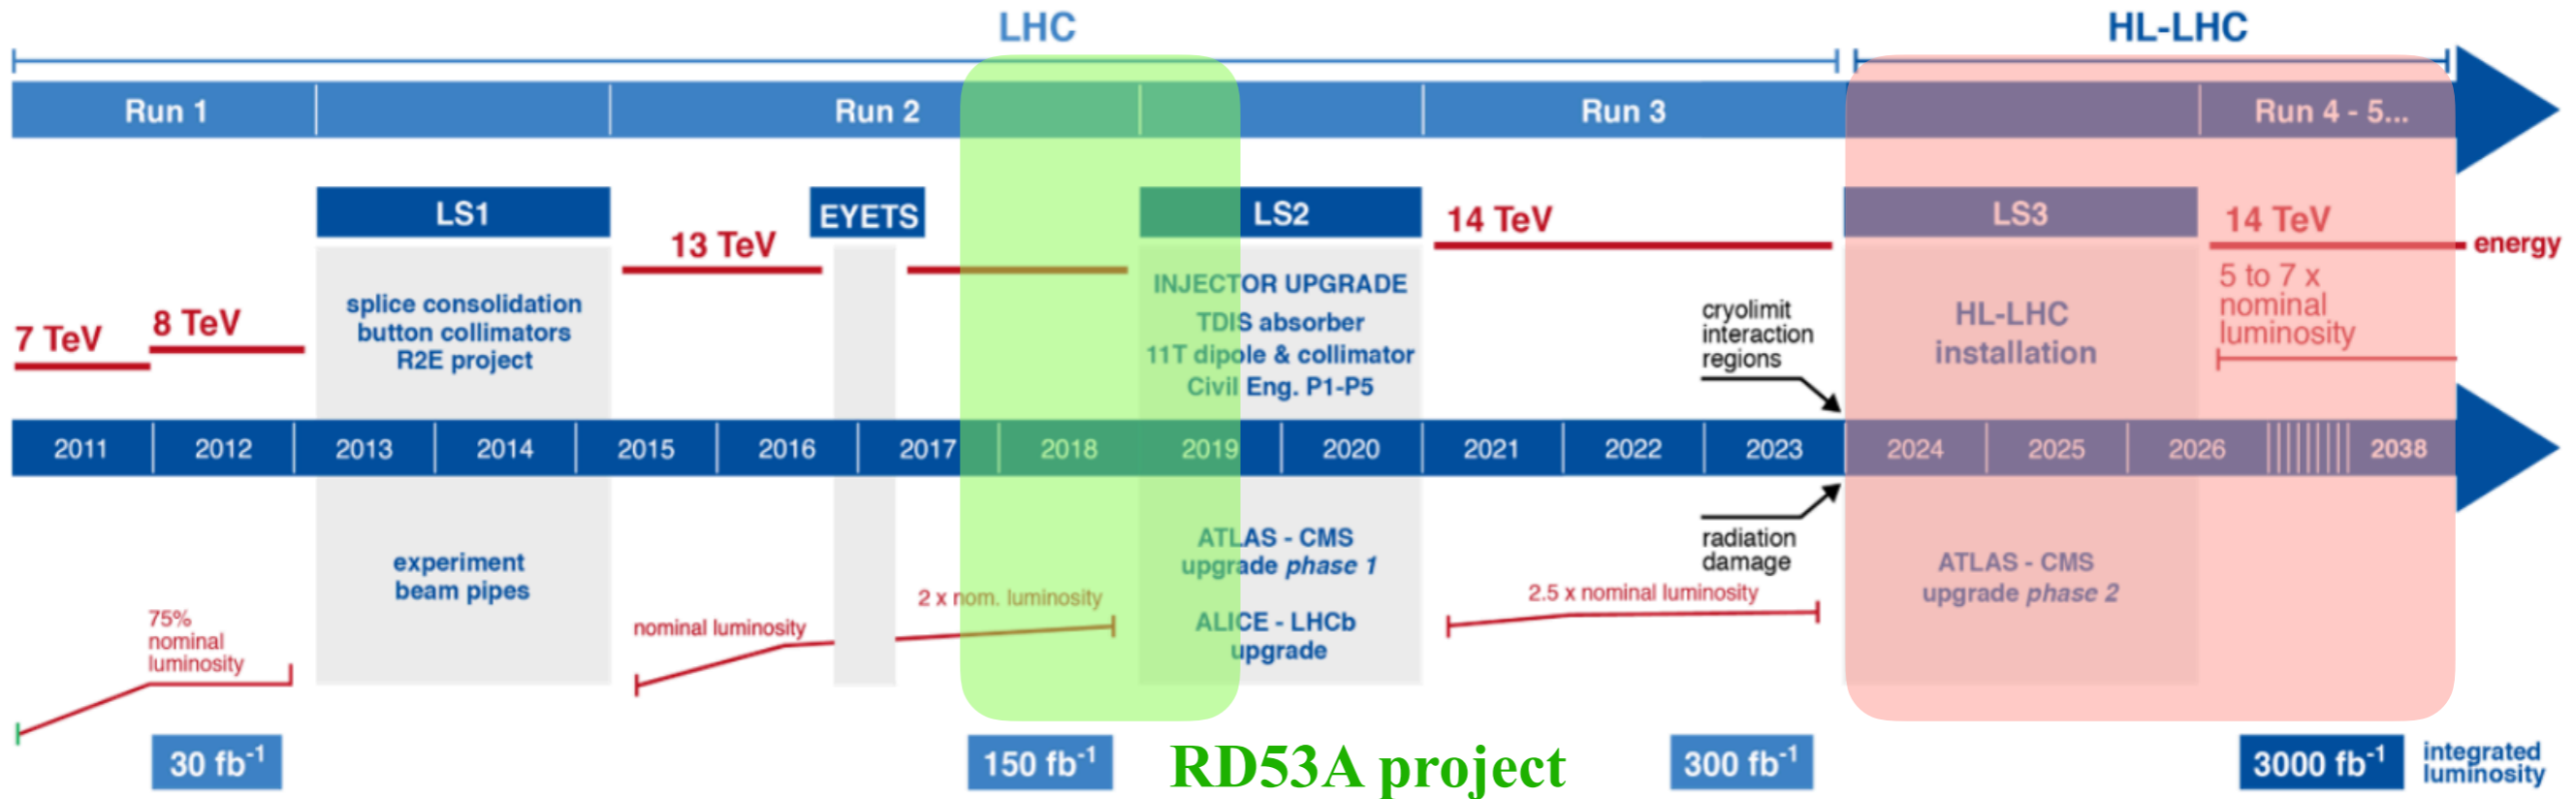 LHC
HL-LHC
Run 1
Run 2
Run 3
Run 4 - 5...
LS1
EYETS
LS2
LS3
14 TeV
14 TeV
energy
13 TeV
8 TeV
7 TeV
splice consolidation
button collimators
R2E project
INJECTOR UPGRADE
TDIS absorber
11T dipole & collimator
Civil Eng. P1-P5
cryolimit
interaction
regions
HL-LHC
installation
5 to 7 x
nominal
luminosity
2011
2012
2013
2014
2015
2016
2017
2018
2019
2020
2021
2022
2023
2024
2025
2026
2038
experiment
beam pipes
ATLAS - CMS
upgrade phase 1
ALICE - LHCb
upgrade
radiation
damage
ATLAS - CMS
upgrade phase 2
75%
nominal
luminosity
nominal luminosity
2 x nom. luminosity
2.5 x nominal luminosity
30 fb-1
150 fb-1
RD53A project
300 fb-1
3000 fb-1
integrated
luminosity